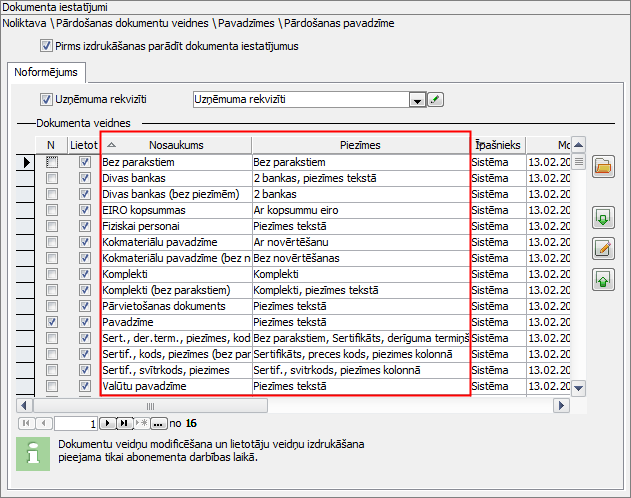 Dokumenta iestatījumi
Noliktava \Pārdošanas dokumentu veidnes \Pavadzīmes \Pārdošanas pavadzīme
Pirms izdrukāšanas parādīt dokumenta iestatījumus
Noformējums
Uzņēmuma rekvizīti Uzņēmuma rekvizīti
Dokumenta veidnes
N Lietot Nosaukums Piezīmes Īpašnieks Mo
Bez parakstiem Bez parakstiem Sistēma 13.02.20
Divas bankas 2 bankas, piezīmes tekstā Sistēma 13.02.20
Divas bankas (bez piezīmēm) 2 bankas Sistēma 13.02.20
EIRO kopsummas Ar kopsummu eiro Sistēma 13.02.20
Fiziskai personai Piezīmes tekstā Sistēma 13.02.20
Kokmateriālu pavadzīme Ar novērtēšanu Sistēma 13.02.20
Kokmateriālu pavadzīme (bez n Bez novērtēšanas Sistēma 13.02.20
Komplekti Komplekti Sistēma 13.02.20
Komplekti (bez parakstiem) Komplekti, piezīmes tekstā Sistēma 13.02.20
Pārvietošanas dokuments Piezīmes tekstā Sistēma 13.02.20
Pavadzīme Piezīmes tekstā Sistēma 13.02.20
Sert., der.term., piezīmes, kod Bez parakstiem, Sertifikāts, derīguma termiņš Sistēma 13.02.20
Sertif., kods, piezīmes (bez par Sertifikāts, preces kods, piezimes kolonnā Sistēma 13.02.20
Sertif., svītrkods, piezimes Sertif., svitrkods, piezīmes kolonnā Sistēma 13.02.20
Valūtu pavadzīme Piezīmes tekstā Sistēma 13.02.20
1 no 16
Dokumentu veidņu modificēšana un lietotāju veidņu izdrukāšana
pieejama tikai abonementa darbības laikā.